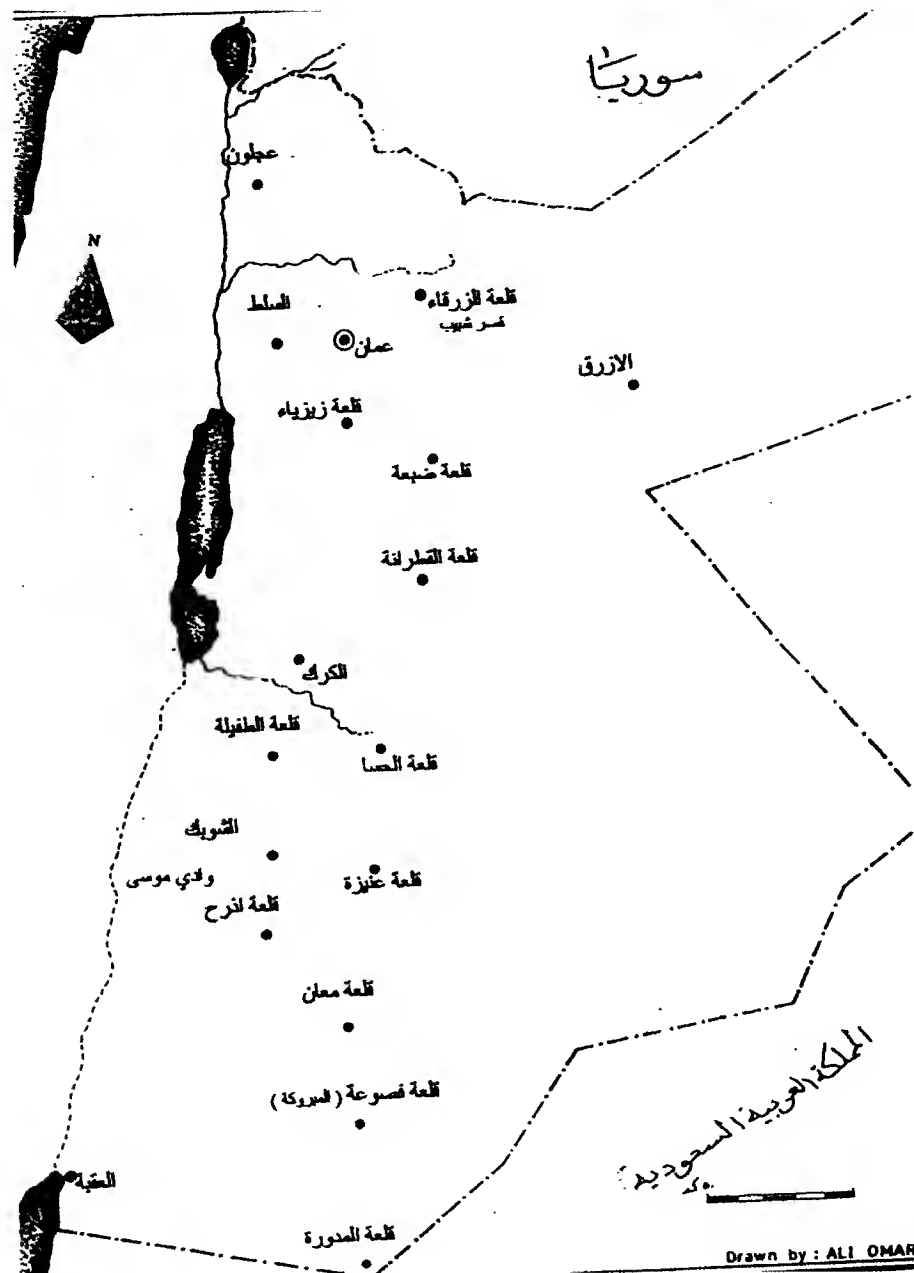 سوريا
عجلون
N
السلط
قلعة الزرقاء
قصر شبيب
عمان
الازرق
قلعة زيزياء
قلعة ضبعة
قلعة القطرانة
الكرك
قلعة الطفيلة
قلعة الحسا
الشوبك
وادي موسى
قلعة عنيزة
قلعة اذرح
قلعة معان
قلعة فصوعة ( المبروكة )
المملكة العربية السعودية
العقبة
قلعة المدورة
Drawn by : ALI OMAR